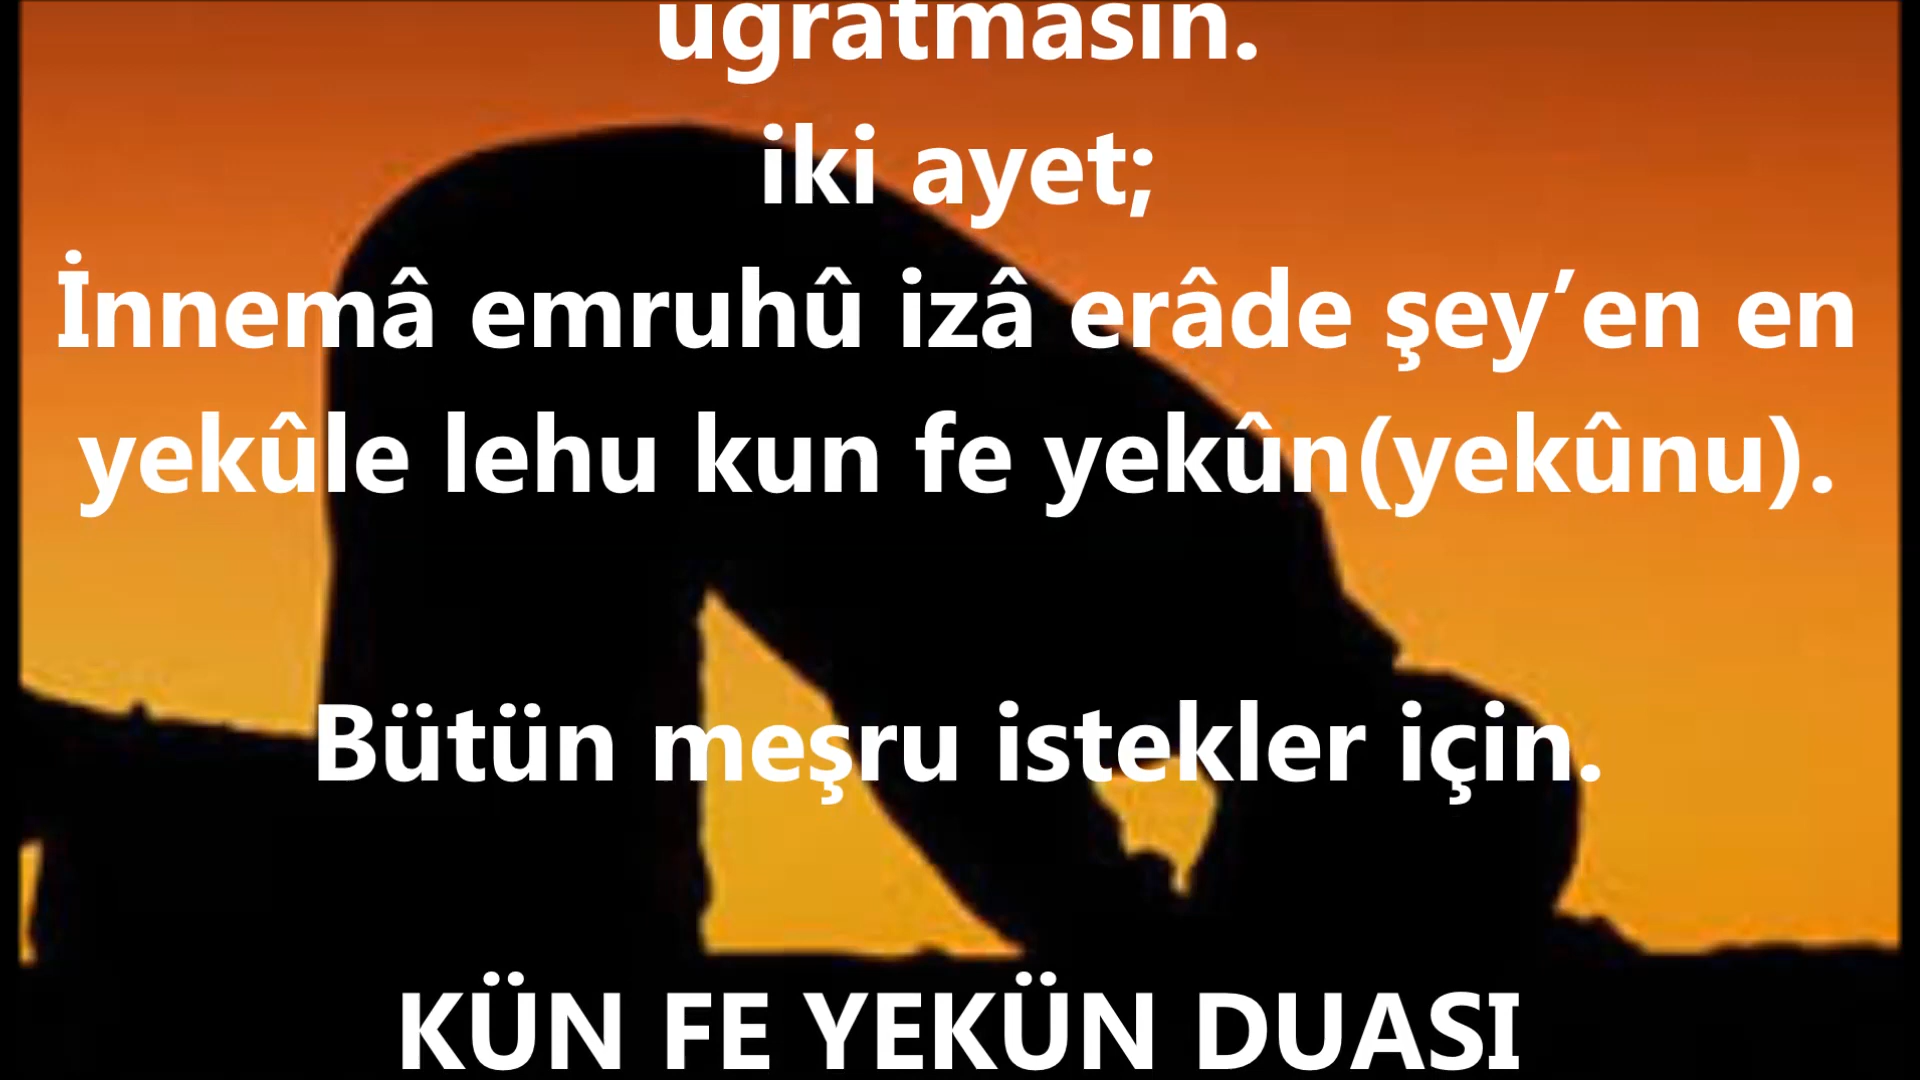 uğratmasın.
iki ayet;
İnnemâ emruhû izâ erâde şey’en en
yekûle lehu kun fe yekûn(yekûnu).
Bütün meşru istekler için.
KÜN FE YEKÜN DUASI